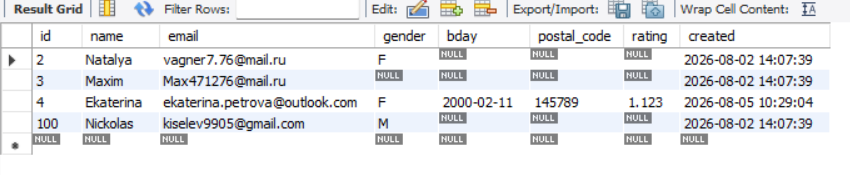 Result Grid Filter Rows: Edit: Export/Import: Wrap Cell Content:
id name email gender bday postal_code rating created
2 Natalya vagner7.76@mail.ru F NULL NULL NULL 2026-08-02 14:07:39
3 Maxim Max471276@mail.ru NULL NULL NULL NULL 2026-08-02 14:07:39
4 Ekaterina ekaterina.petrova@outlook.com F 2000-02-11 145789 1.123 2026-08-05 10:29:04
100 Nickolas kiselev9905@gmail.com M NULL NULL NULL 2026-08-02 14:07:39
NULL NULL NULL NULL NULL NULL NULL NULL